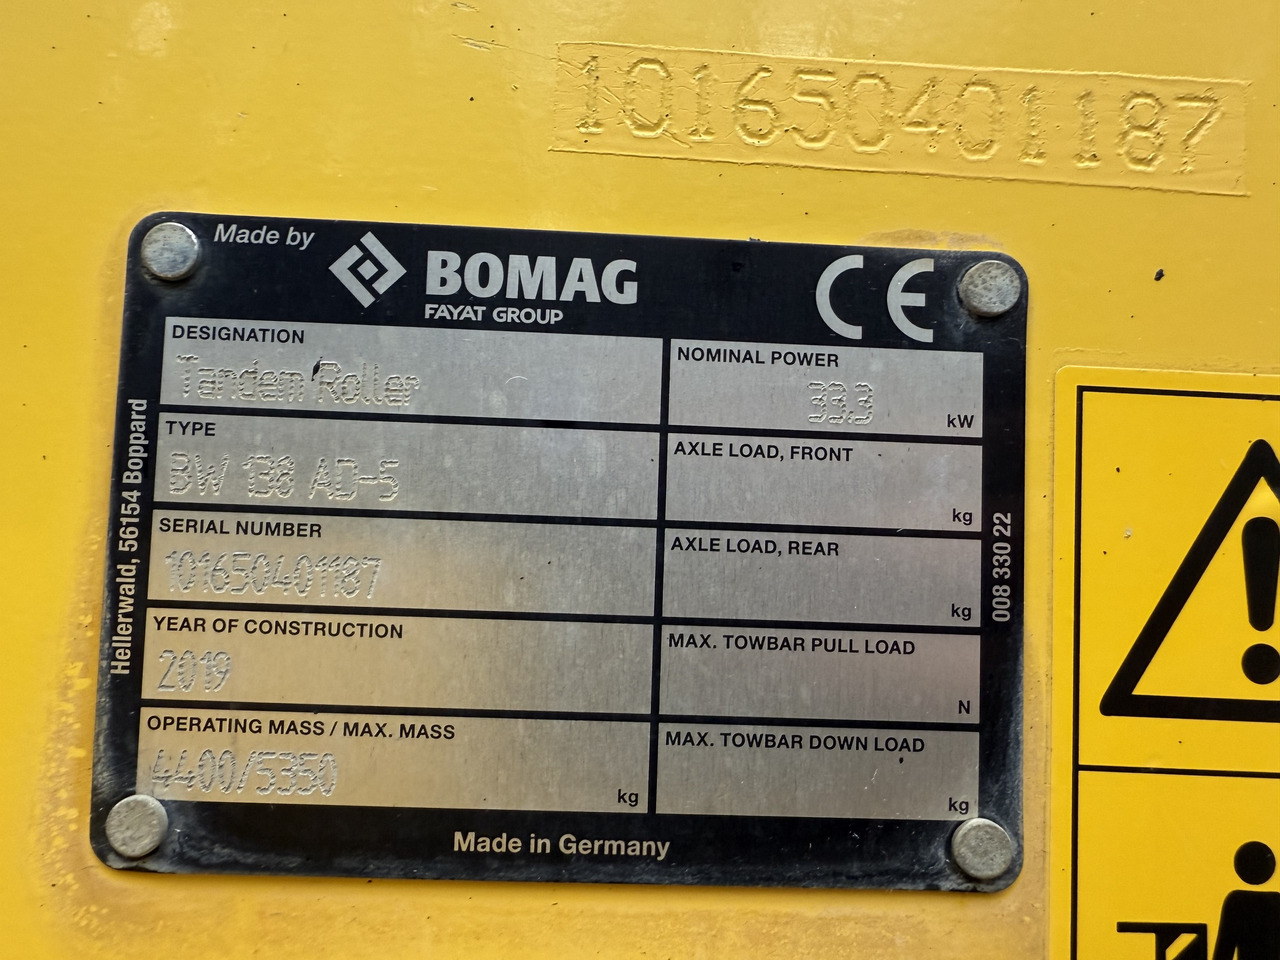 101650401187
Made by
BOMAG
FAYAT GROUP
CE
DESIGNATION
Tandem Roller
TYPE
BW 138 AD-5
SERIAL NUMBER
101650401187
YEAR OF CONSTRUCTION
2019
OPERATING MASS / MAX. MASS
4400/5350
kg
NOMINAL POWER
33.3
kW
AXLE LOAD, FRONT
kg
AXLE LOAD, REAR
kg
MAX. TOWBAR PULL LOAD
N
MAX. TOWBAR DOWN LOAD
kg
Hellerwald, 56154 Boppard
008 330 22
Made in Germany